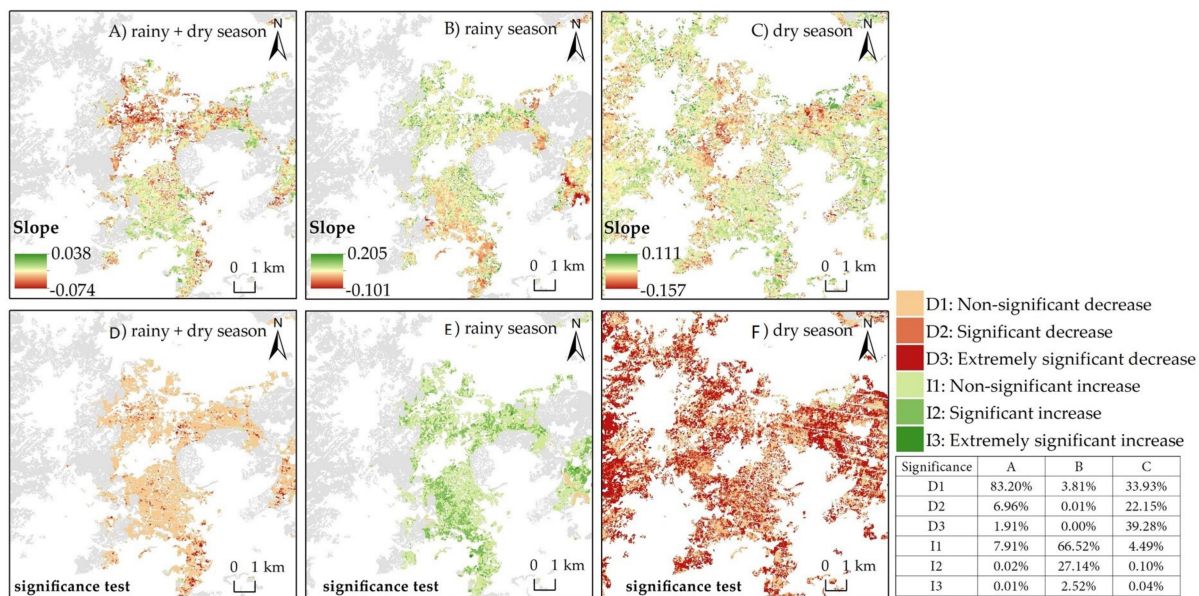 A) rainy + dry season
N
Slope
0.038
-0.074
0 1 km
B) rainy season
N
Slope
0.205
-0.101
0 1 km
C) dry season
N
Slope
0.111
-0.157
0 1 km
D) rainy + dry season
N
significance test
0 1 km
E) rainy season
N
significance test
0 1 km
F) dry season
N
significance test
0 1 km
D1: Non-significant decrease
D2: Significant decrease
D3: Extremely significant decrease
I1: Non-significant increase
I2: Significant increase
I3: Extremely significant increase
Significance A B C
D1 83.20% 3.81% 33.93%
D2 6.96% 0.01% 22.15%
D3 1.91% 0.00% 39.28%
I1 7.91% 66.52% 4.49%
I2 0.02% 27.14% 0.10%
I3 0.01% 2.52% 0.04%